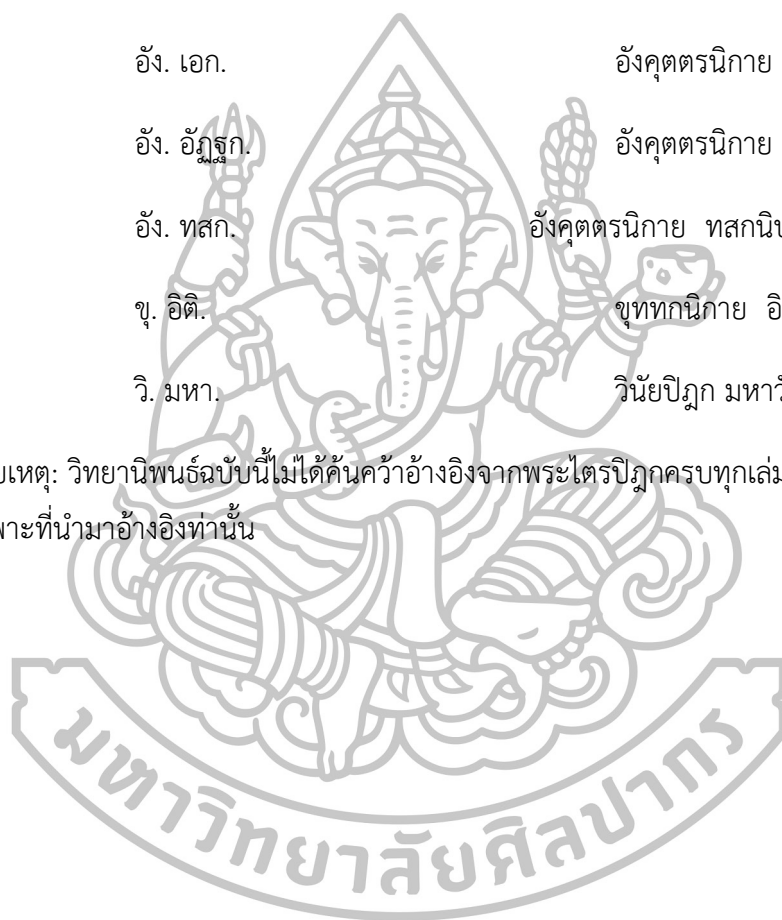 อัง. เอก. อังคุตตรนิกาย
อัง. อัฏฐก. อังคุตตรนิกาย
อัง. ทสก. อังคุตตรนิกาย ทสกนิ
ขุ. อิติ. ขุททกนิกาย อิ
วิ. มหา. วินัยปิฎก มหาว
เหตุ: วิทยานิพนธ์ฉบับนี้ไม่ได้ค้นคว้าอ้างอิงจากพระไตรปิฎกครบทุกเล่ม
พาะที่นำมาอ้างอิงท่านั้น
มหาวิทยาลัยศิลปากร